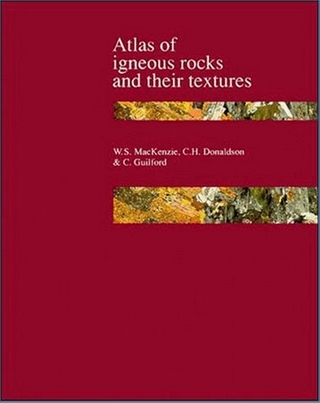 Atlas of
igneous rocks
and their textures
W.S. MacKenzie, C.H. Donaldson
& C. Guilford